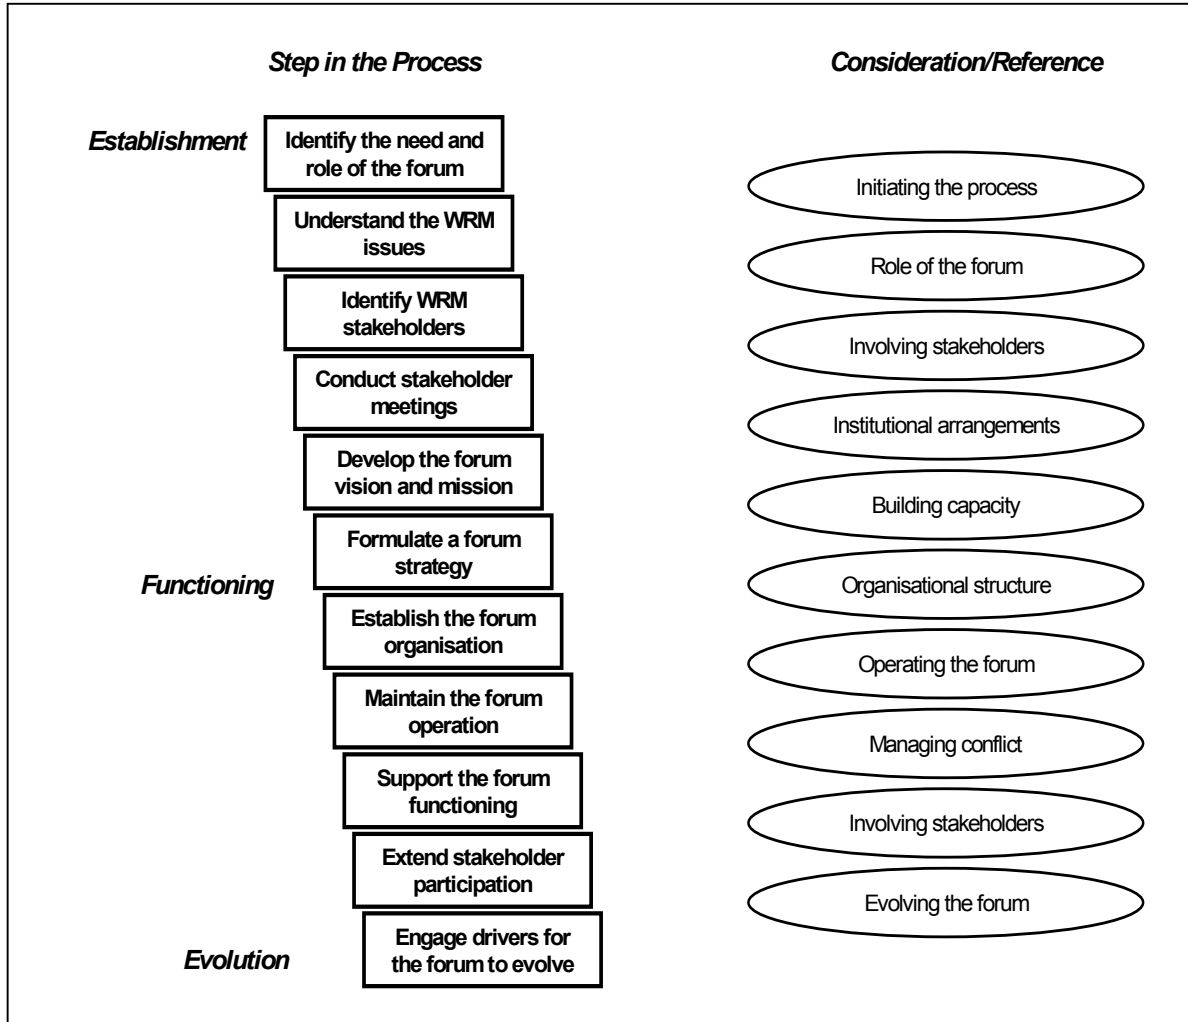 Step in the Process
Consideration/Reference
Establishment
Identify the need and
role of the forum
Initiating the process
Understand the WRM
issues
Role of the forum
Identify WRM
stakeholders
Involving stakeholders
Conduct stakeholder
meetings
Institutional arrangements
Develop the forum
vision and mission
Building capacity
Formulate a forum
strategy
Functioning
Organisational structure
Establish the forum
organisation
Operating the forum
Maintain the forum
operation
Managing conflict
Support the forum
functioning
Involving stakeholders
Extend stakeholder
participation
Evolving the forum
Engage drivers for
the forum to evolve
Evolution